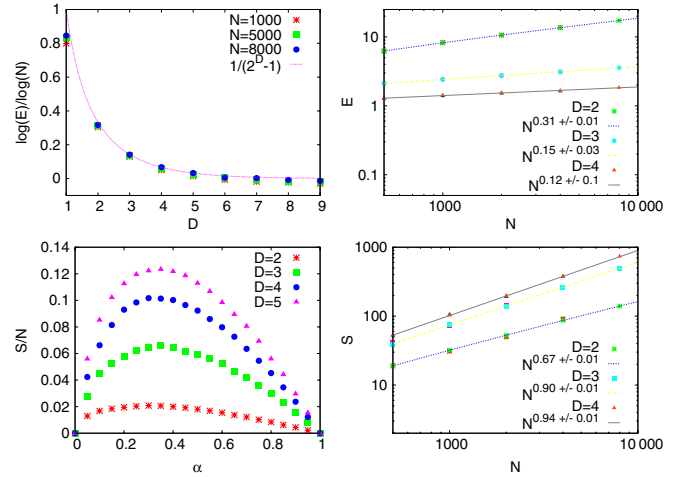 1
0.8
0.6
0.4
0.2
0
1 2 3 4 5 6 7 8 9
log(E)/log(N)
D
N=1000
N=5000
N=8000
1/(2^D-1)
100
10
1
0.1
1000 10 000
E
N
D=2
N^0.31 +/- 0.01
D=3
N^0.15 +/- 0.03
D=4
N^0.12 +/- 0.1
0.14
0.12
0.1
0.08
0.06
0.04
0.02
0
0 0.2 0.4 0.6 0.8 1
S/N
α
D=2
D=3
D=4
D=5
1000
100
10
1000 10 000
S
N
D=2
N^0.67 +/- 0.01
D=3
N^0.90 +/- 0.01
D=4
N^0.94 +/- 0.01